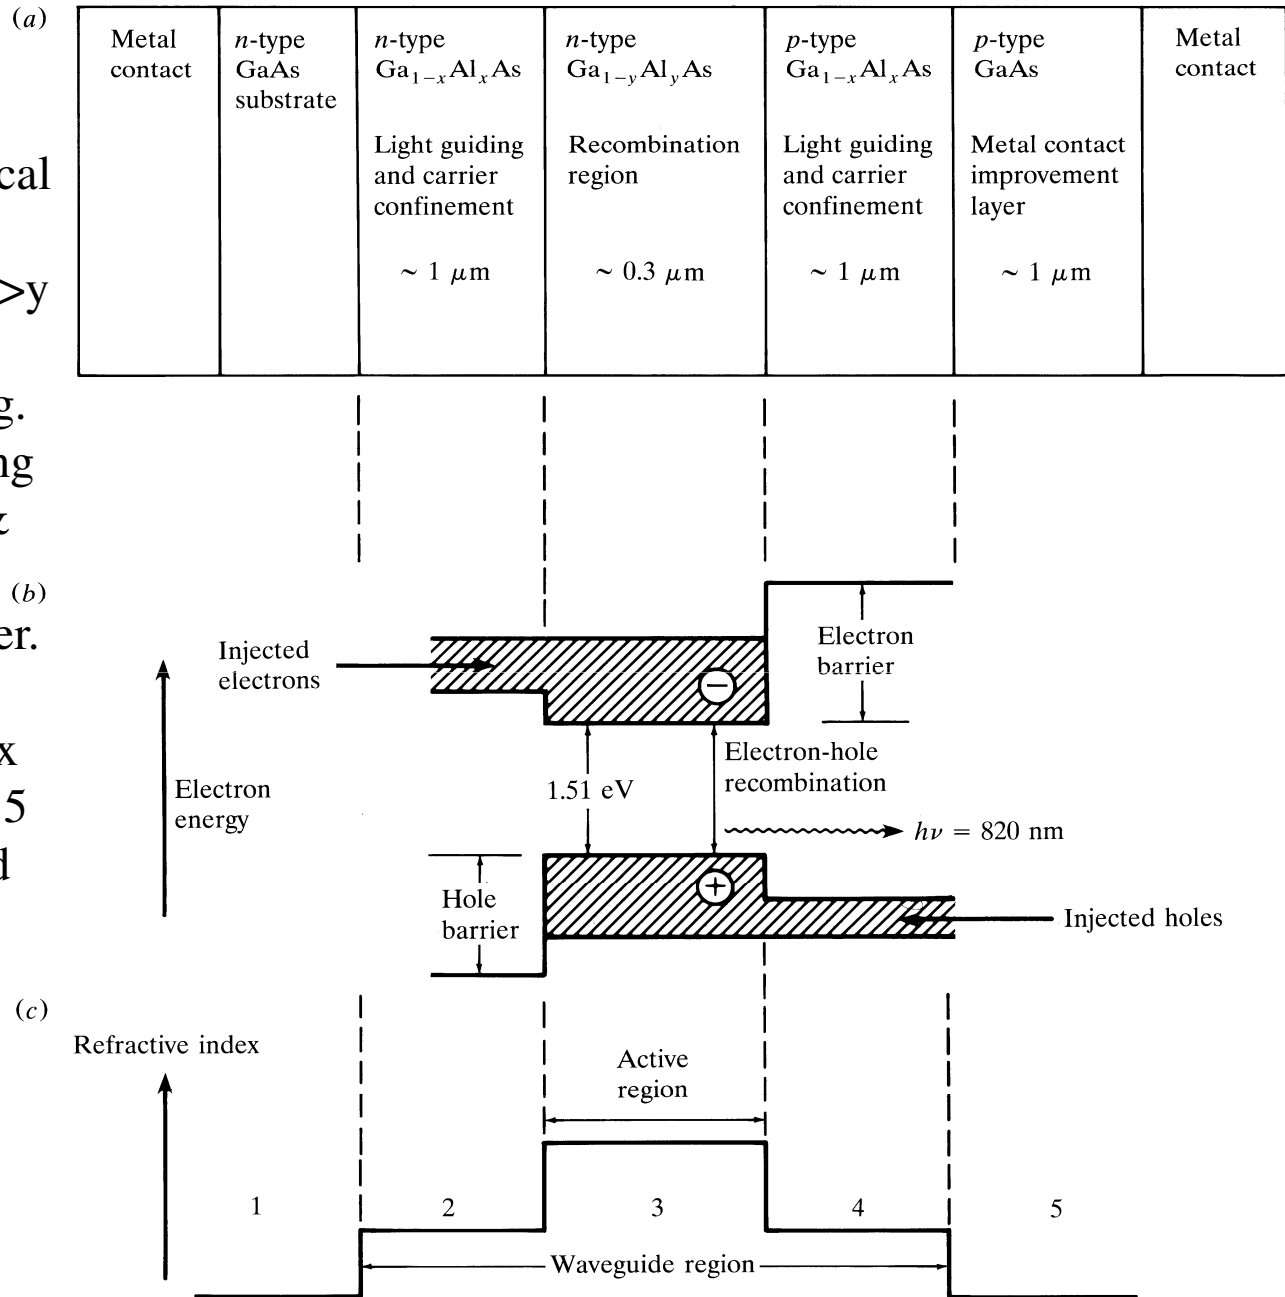 (a)
Metal
contact
n-type
GaAs
substrate
n-type
Ga₁₋ₓAlₓAs
Light guiding
and carrier
confinement
~ 1 μm
n-type
Ga₁₋ᵧAlᵧAs
Recombination
region
~ 0.3 μm
p-type
Ga₁₋ₓAlₓAs
Light guiding
and carrier
confinement
~ 1 μm
p-type
GaAs
Metal contact
improvement
layer
~ 1 μm
Metal
contact
cal
>y
g.
ng
er.
x
5
d
(b)
Injected
electrons
Electron
energy
−
Electron
barrier
1.51 eV
Electron-hole
recombination
hν = 820 nm
Hole
barrier
+
Injected holes
(c)
Refractive index
Active
region
1
2
3
4
5
Waveguide region